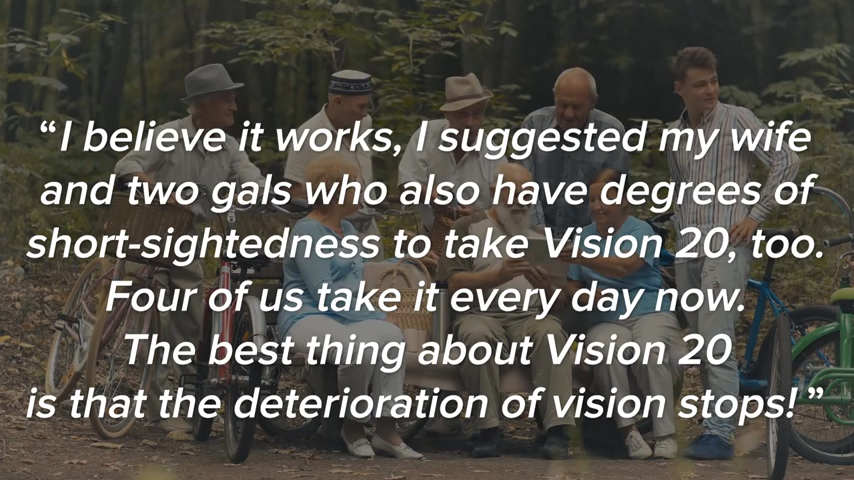 “I believe it works, I suggested my wife
and two gals who also have degrees of
short-sightedness to take Vision 20, too.
Four of us take it every day now.
The best thing about Vision 20
is that the deterioration of vision stops!”